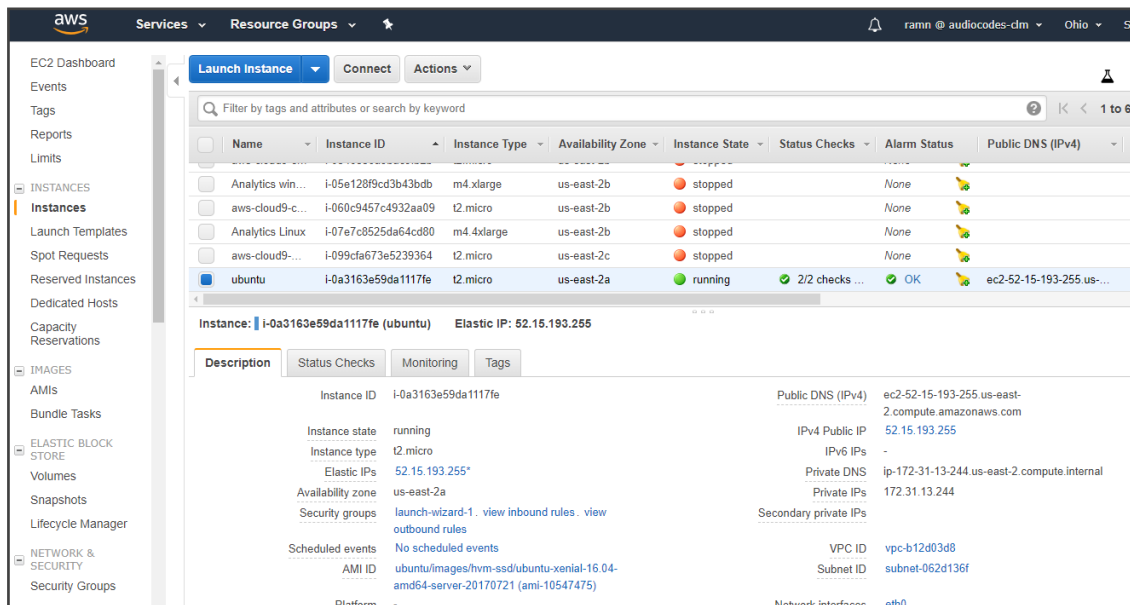 aws Services Resource Groups ramn @ audiocodes-clm Ohio S
EC2 Dashboard
Events
Tags
Reports
Limits
INSTANCES
Instances
Launch Templates
Spot Requests
Reserved Instances
Dedicated Hosts
Capacity
Reservations
IMAGES
AMIs
Bundle Tasks
ELASTIC BLOCK
STORE
Volumes
Snapshots
Lifecycle Manager
NETWORK &
SECURITY
Security Groups
Launch Instance Connect Actions
Filter by tags and attributes or search by keyword 1 to 6
Name Instance ID Instance Type Availability Zone Instance State Status Checks Alarm Status Public DNS (IPv4)
stopped None
Analytics win... i-05e128f9cd3b43bdb m4.xlarge us-east-2b stopped None
aws-cloud9-c... i-060c9457c4932aa09 t2.micro us-east-2b stopped None
Analytics Linux i-07e7c8525da64cd80 m4.4xlarge us-east-2b stopped None
aws-cloud9-... i-099cfa673e5239364 t2.micro us-east-2c stopped None
ubuntu i-0a3163e59da1117fe t2.micro us-east-2a running 2/2 checks ... OK ec2-52-15-193-255.us-...
Instance: i-0a3163e59da1117fe (ubuntu) Elastic IP: 52.15.193.255
Description Status Checks Monitoring Tags
Instance ID i-0a3163e59da1117fe
Instance state running
Instance type t2.micro
Elastic IPs 52.15.193.255*
Availability zone us-east-2a
Security groups launch-wizard-1. view inbound rules. view
outbound rules
Scheduled events No scheduled events
AMI ID ubuntu/images/hvm-ssd/ubuntu-xenial-16.04-
amd64-server-20170721 (ami-10547475)
Platform -
Public DNS (IPv4) ec2-52-15-193-255.us-east-
2.compute.amazonaws.com
IPv4 Public IP 52.15.193.255
IPv6 IPs -
Private DNS ip-172-31-13-244.us-east-2.compute.internal
Private IPs 172.31.13.244
Secondary private IPs
VPC ID vpc-b12d03d8
Subnet ID subnet-062d136f
Network interfaces eth0